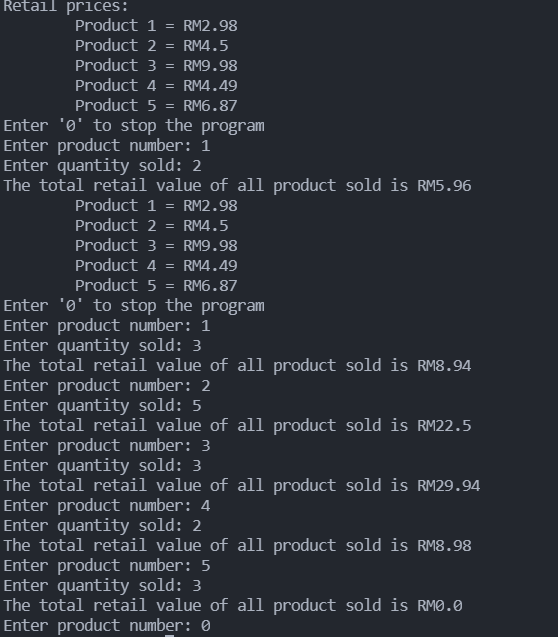 Retail prices:
Product 1 = RM2.98
Product 2 = RM4.5
Product 3 = RM9.98
Product 4 = RM4.49
Product 5 = RM6.87
Enter '0' to stop the program
Enter product number: 1
Enter quantity sold: 2
The total retail value of all product sold is RM5.96
Product 1 = RM2.98
Product 2 = RM4.5
Product 3 = RM9.98
Product 4 = RM4.49
Product 5 = RM6.87
Enter '0' to stop the program
Enter product number: 1
Enter quantity sold: 3
The total retail value of all product sold is RM8.94
Enter product number: 2
Enter quantity sold: 5
The total retail value of all product sold is RM22.5
Enter product number: 3
Enter quantity sold: 3
The total retail value of all product sold is RM29.94
Enter product number: 4
Enter quantity sold: 2
The total retail value of all product sold is RM8.98
Enter product number: 5
Enter quantity sold: 3
The total retail value of all product sold is RM0.0
Enter product number: 0